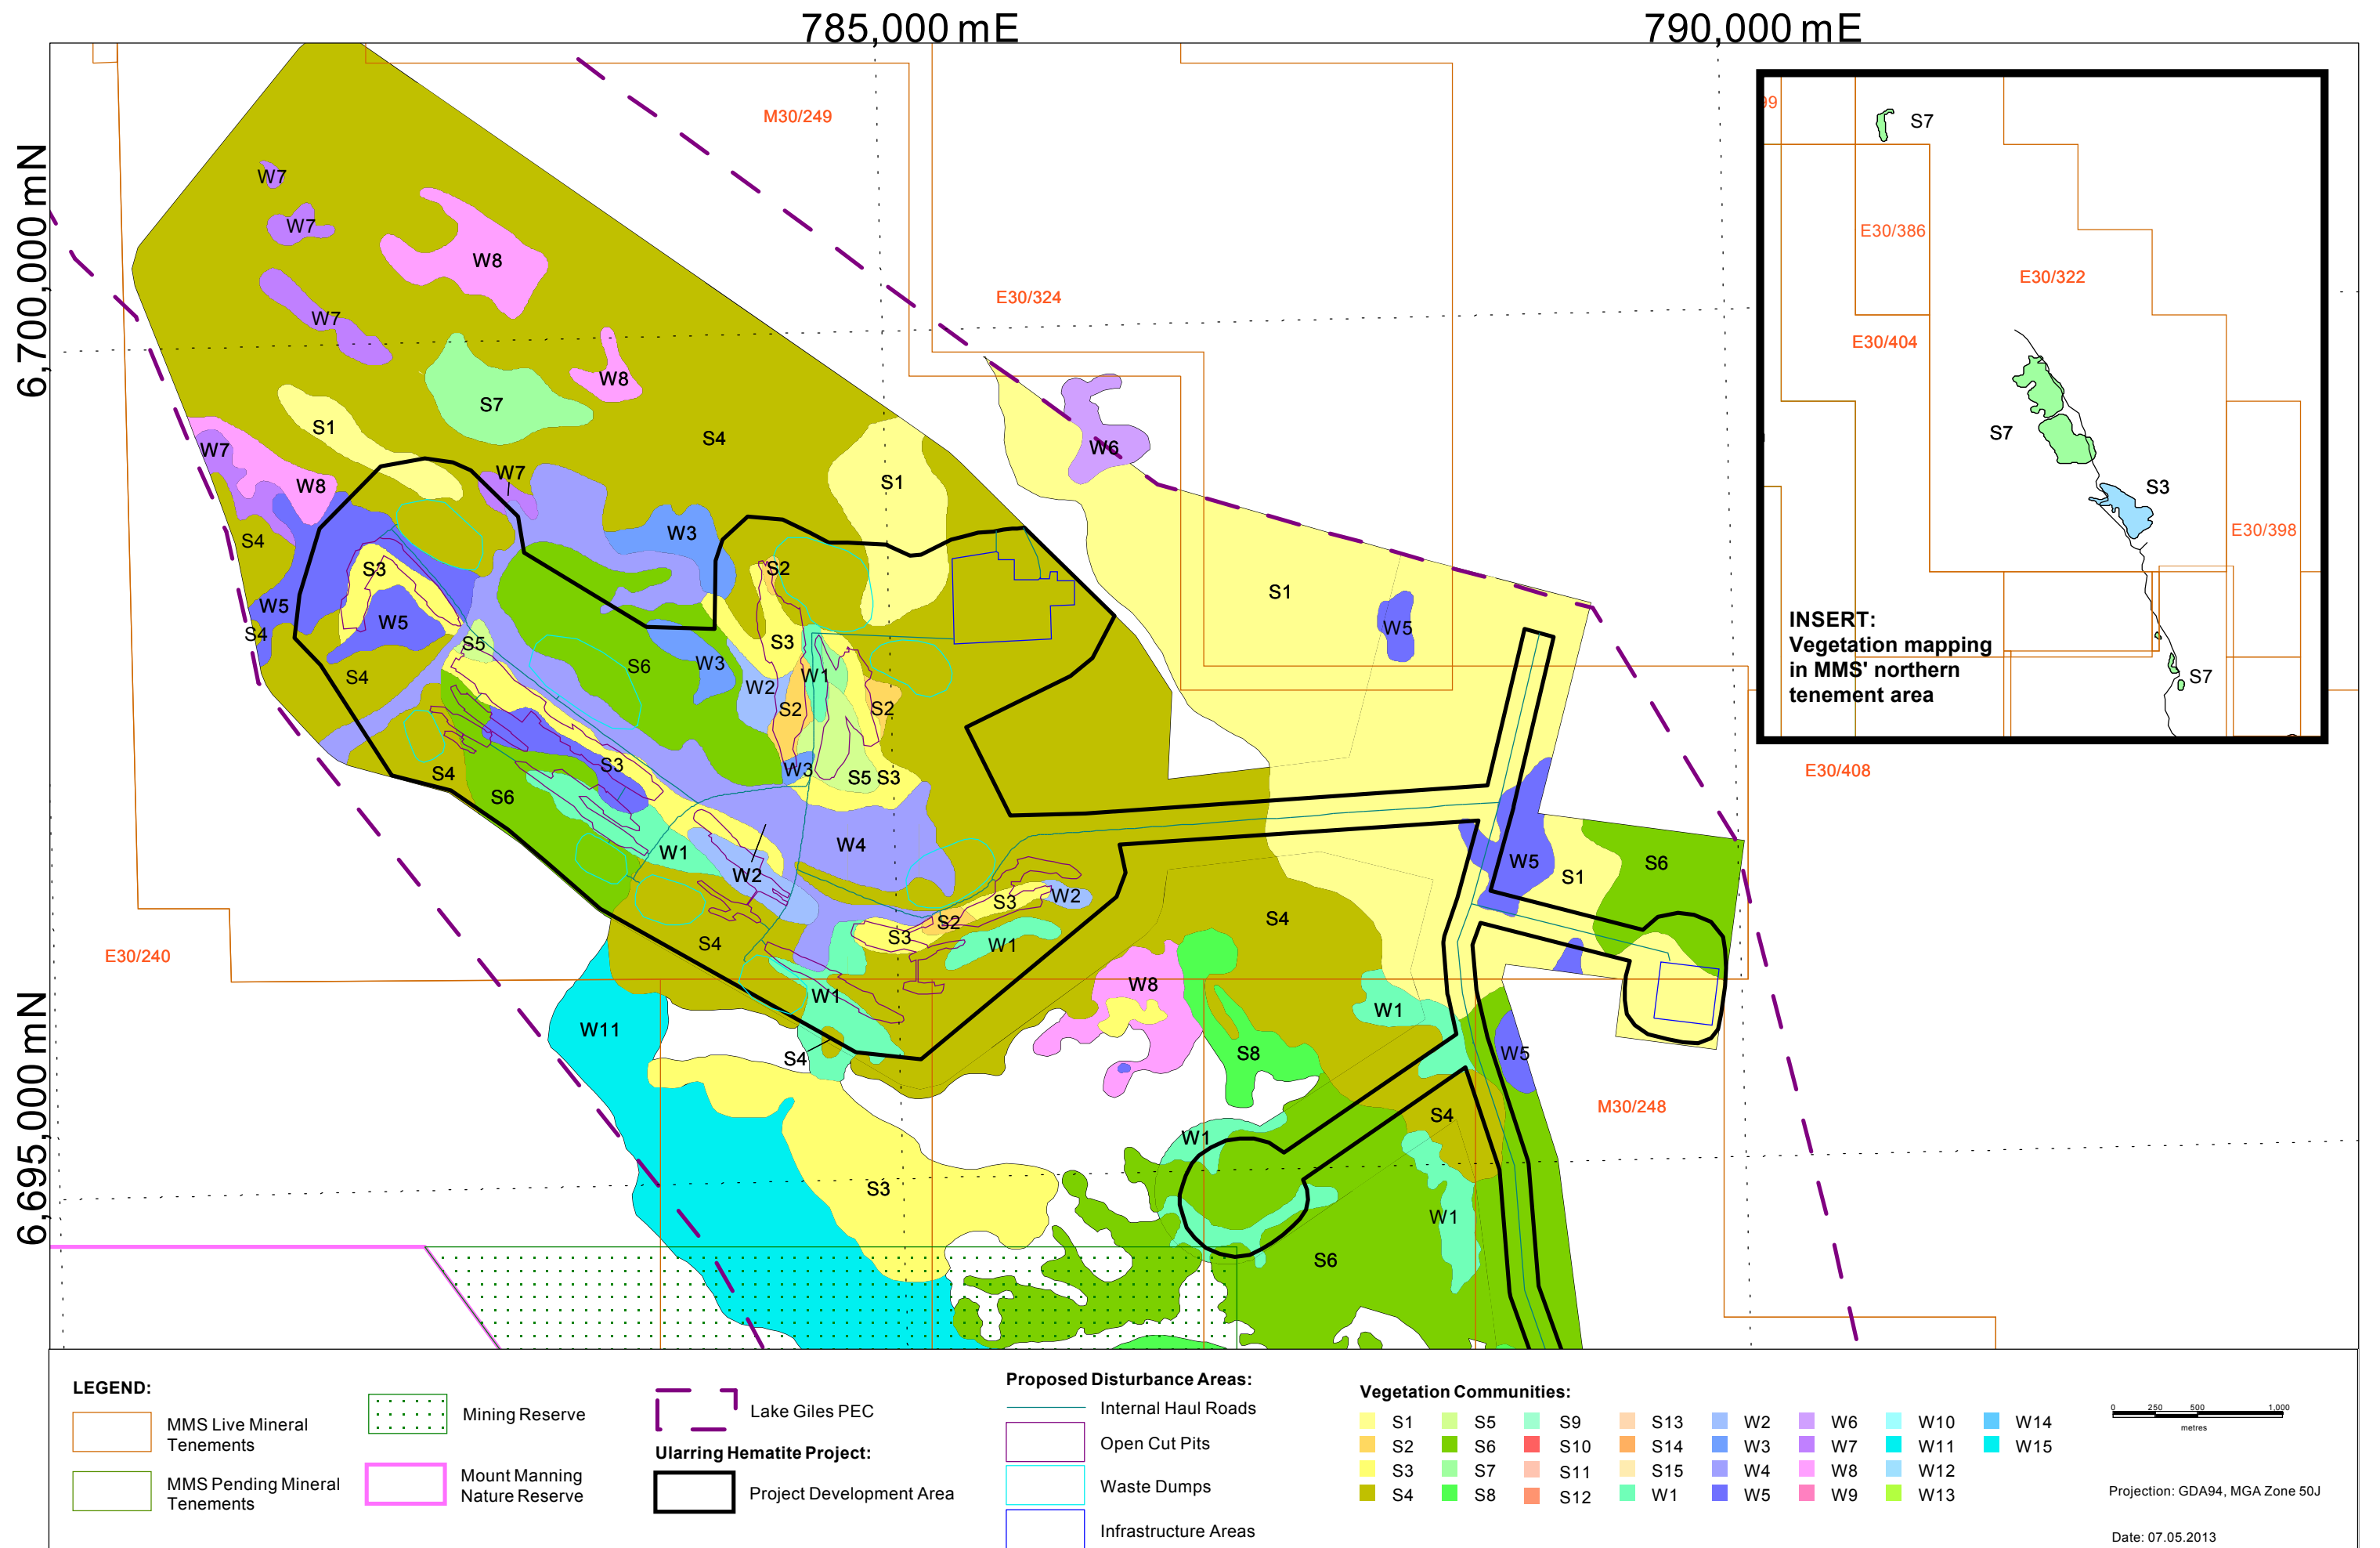 785,000 mE
790,000 mE
6,700,000 mN
6,695,000 mN
M30/249
E30/324
E30/240
E30/408
M30/248
W7
W7
W8
W7
W8
S7
S1
S4
W7
W8
W7
S1
W6
W3
S4
S3
S2
S1
W5
W5
W5
S4
S5
S6
W3
S3
W1
W2
S2
S2
S4
S4
S3
W3
S5
S3
S6
W1
W4
W2
W5
S1
S6
S3
W2
S2
S3
W1
S4
S4
W8
W1
W1
W11
S4
S8
W5
S4
W1
S3
W1
S6
99
S7
E30/386
E30/322
E30/404
S7
S3
E30/398
S7
INSERT:
Vegetation mapping
in MMS' northern
tenement area
LEGEND:
MMS Live Mineral
Tenements
MMS Pending Mineral
Tenements
Mining Reserve
Mount Manning
Nature Reserve
Lake Giles PEC
Ularring Hematite Project:
Project Development Area
Proposed Disturbance Areas:
Internal Haul Roads
Open Cut Pits
Waste Dumps
Infrastructure Areas
Vegetation Communities:
S1 S5 S9 S13 W2 W6 W10 W14
S2 S6 S10 S14 W3 W7 W11 W15
S3 S7 S11 S15 W4 W8 W12
S4 S8 S12 W1 W5 W9 W13
0 250 500 1,000
metres
Projection: GDA94, MGA Zone 50J
Date: 07.05.2013